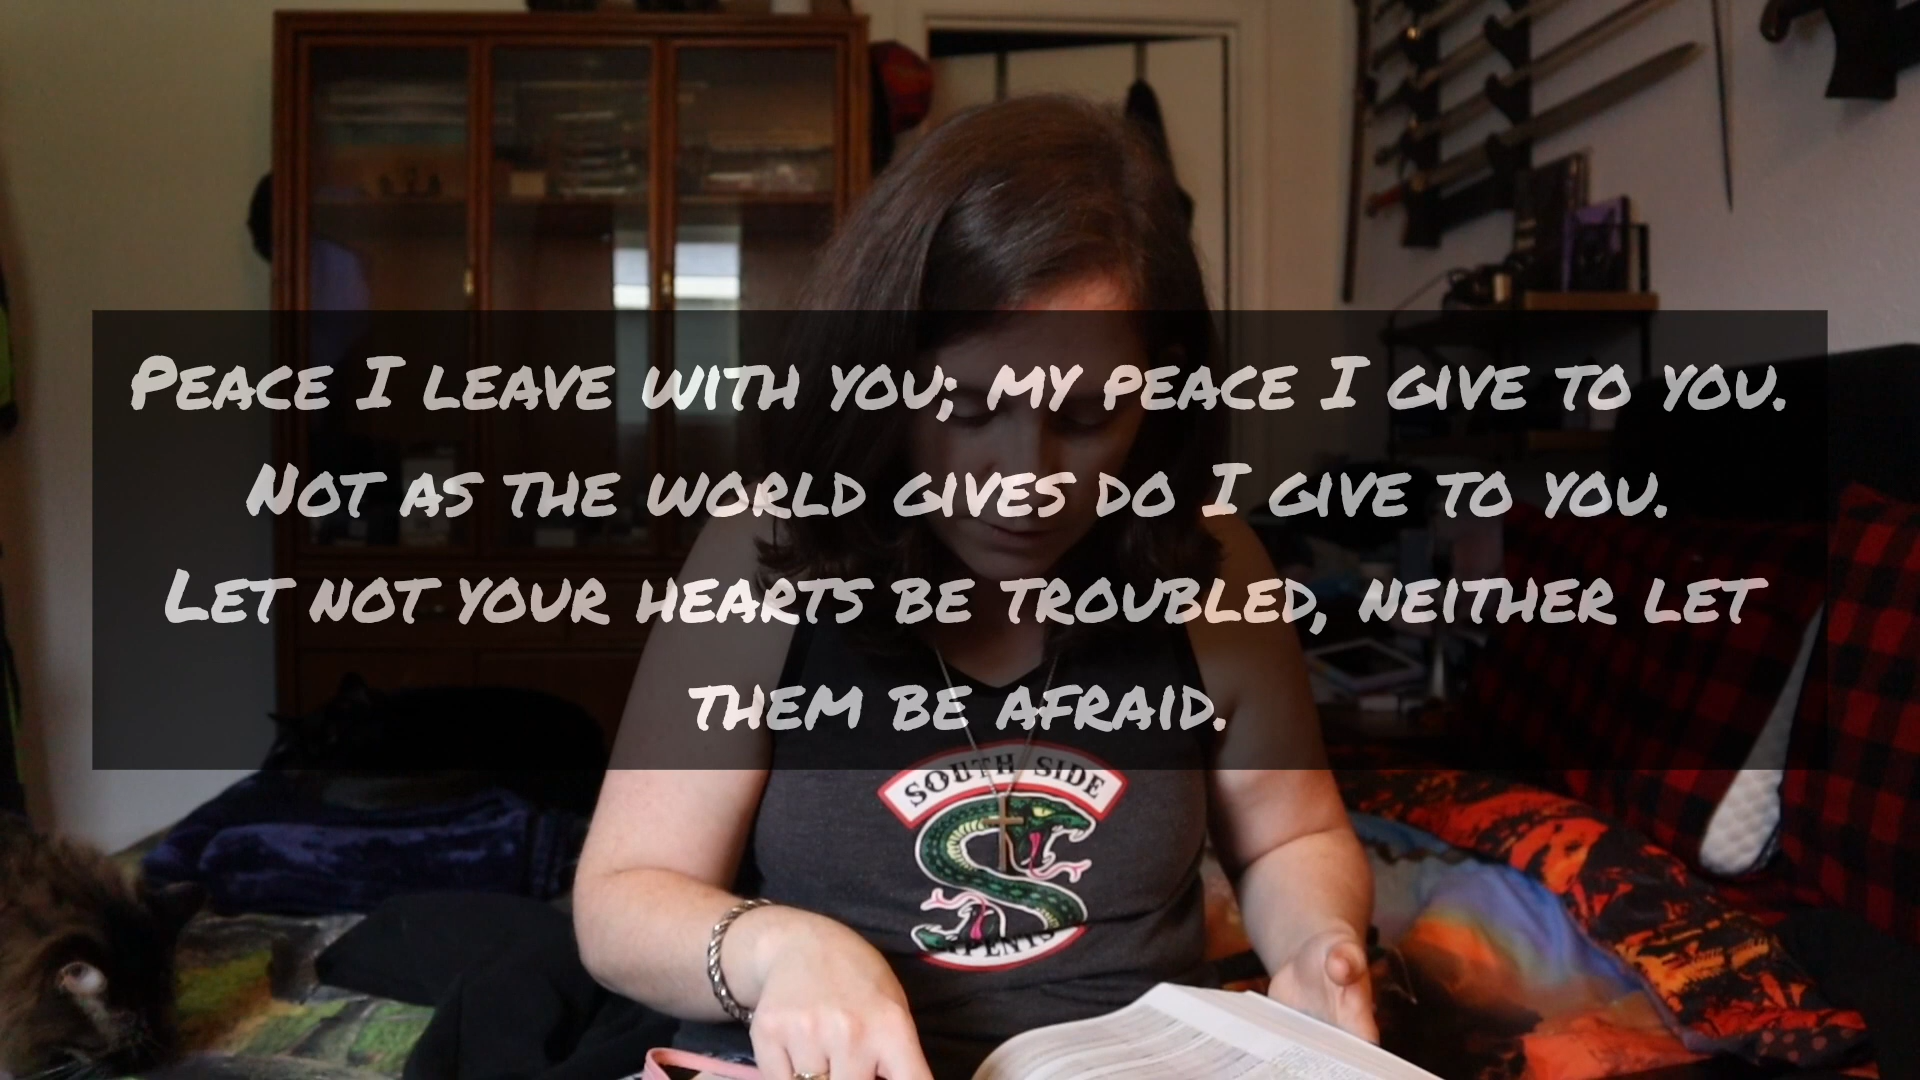 Peace I leave with you; my peace I give to you.
Not as the world gives do I give to you.
Let not your hearts be troubled, neither let
them be afraid.
SOUTH SIDE